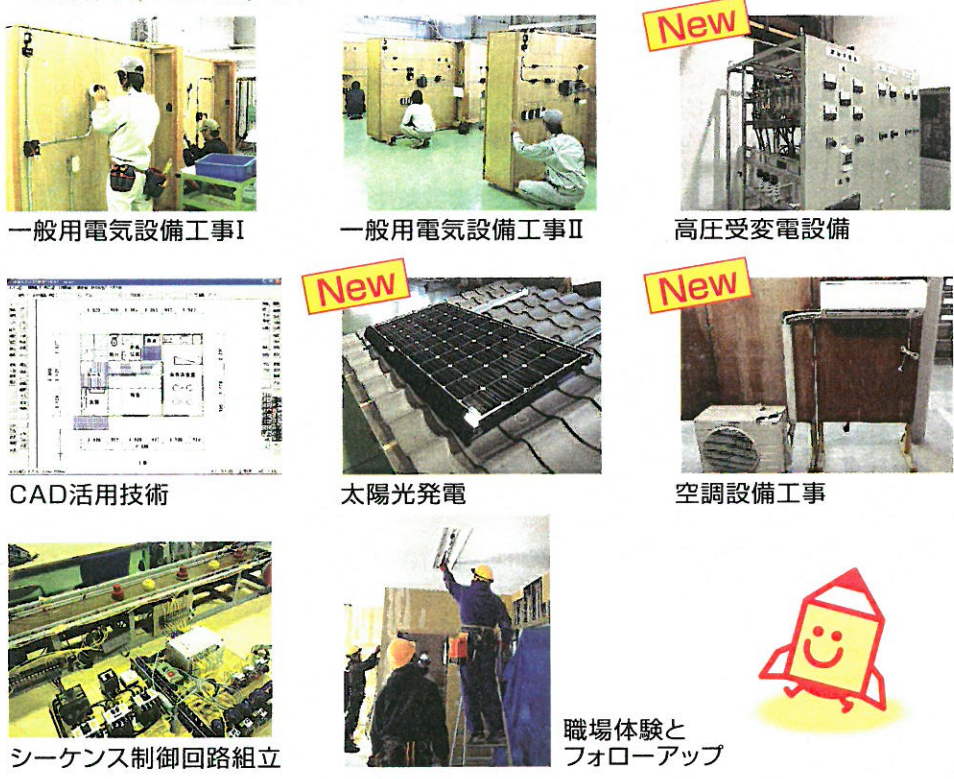 New
一般用電気設備工事Ⅰ
一般用電気設備工事Ⅱ
高圧受変電設備
New
New
CAD活用技術
太陽光発電
空調設備工事
シーケンス制御回路組立
職場体験と
フォローアップ